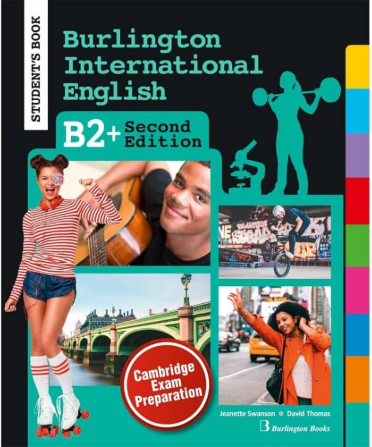 STUDENT'S BOOK
Burlington
International
English
B2+ Second
Edition
Cambridge
Exam
Preparation
Jeanette Swanson ✻ David Thomas
B Burlington Books